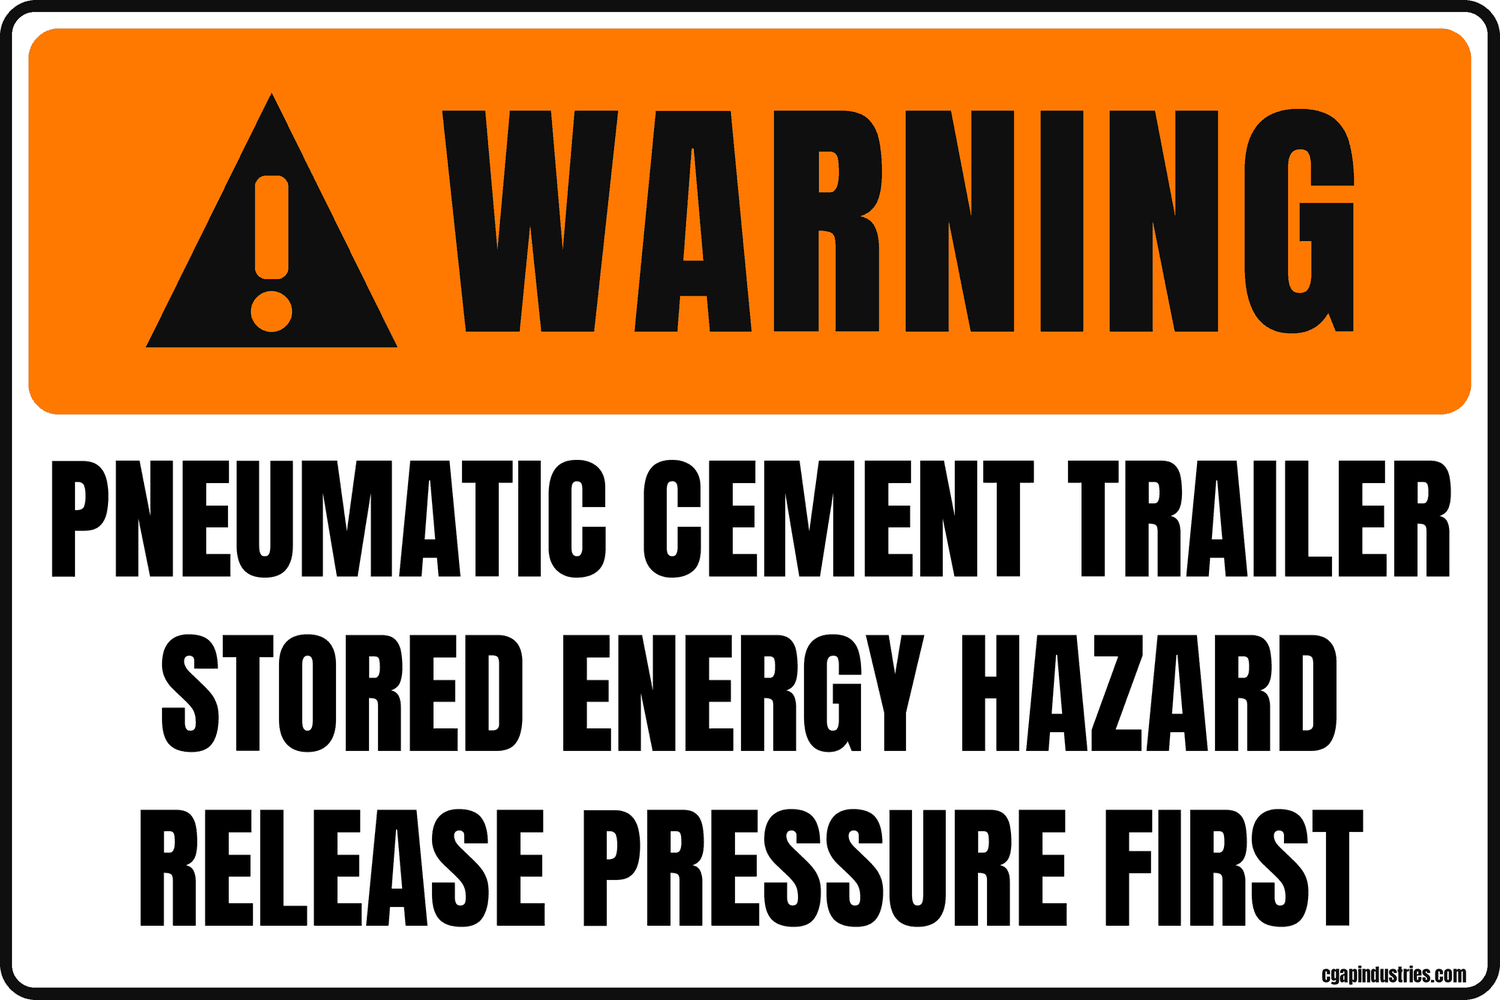 WARNING
PNEUMATIC CEMENT TRAILER
STORED ENERGY HAZARD
RELEASE PRESSURE FIRST
cgapindustries.com